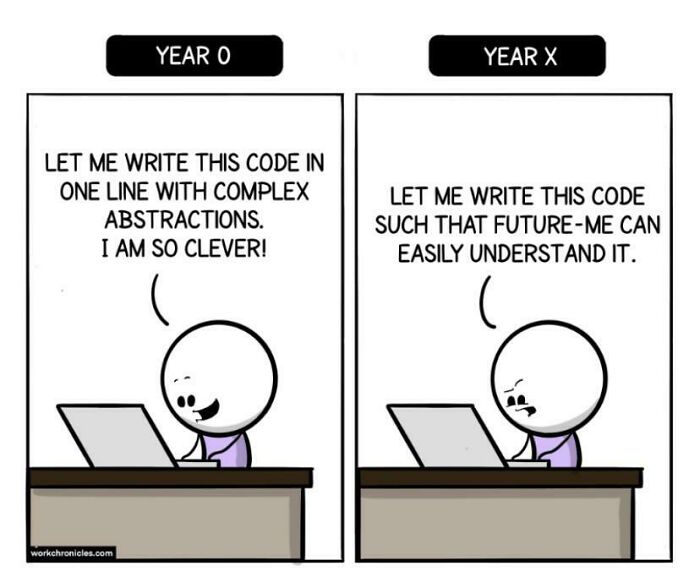 YEAR 0
YEAR X
LET ME WRITE THIS CODE IN
ONE LINE WITH COMPLEX
ABSTRACTIONS.
I AM SO CLEVER!
LET ME WRITE THIS CODE
SUCH THAT FUTURE-ME CAN
EASILY UNDERSTAND IT.
workchronicles.com